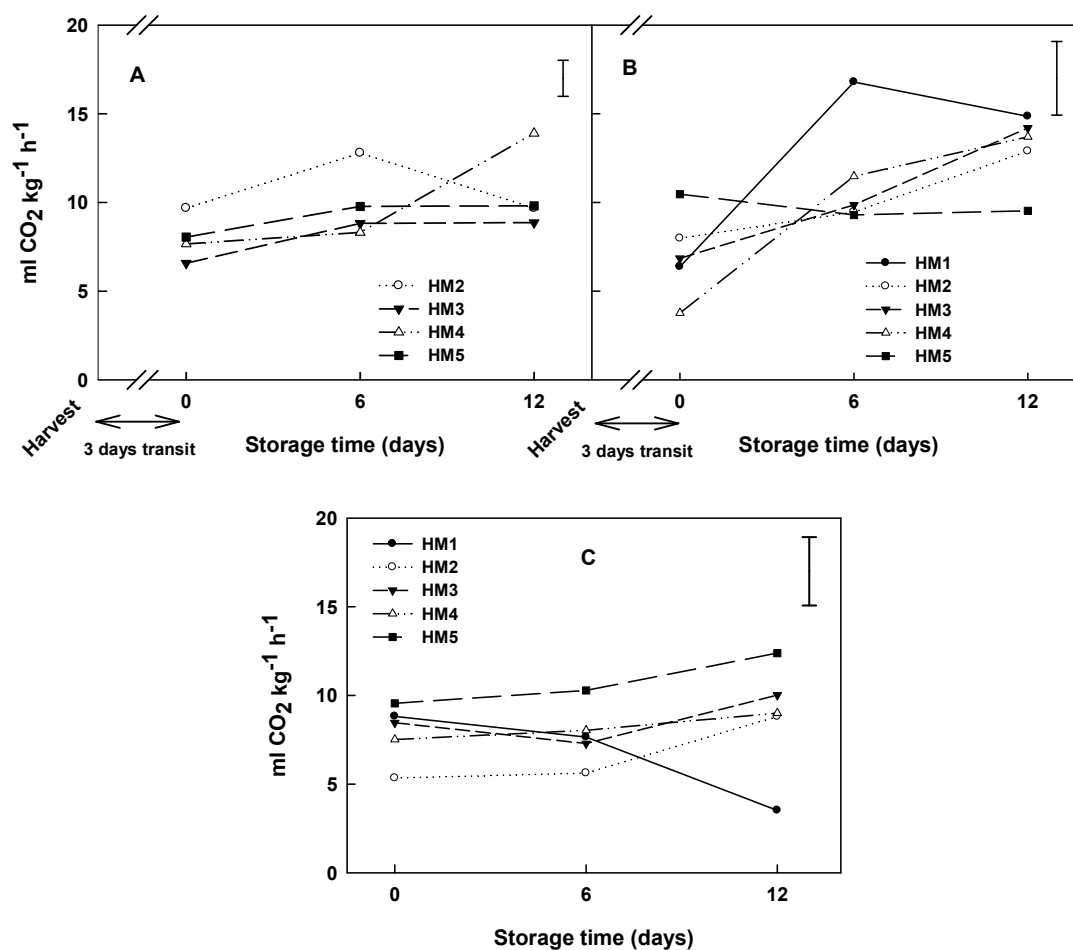 20
15
10
5
0
ml CO2 kg-1 h-1
A
HM2
HM3
HM4
HM5
0
6
12
Harvest
3 days transit
Storage time (days)
B
HM1
HM2
HM3
HM4
HM5
0
6
12
Harvest
3 days transit
Storage time (days)
20
15
10
5
0
ml CO2 kg-1 h-1
HM1
HM2
HM3
HM4
HM5
C
0
6
12
Storage time (days)